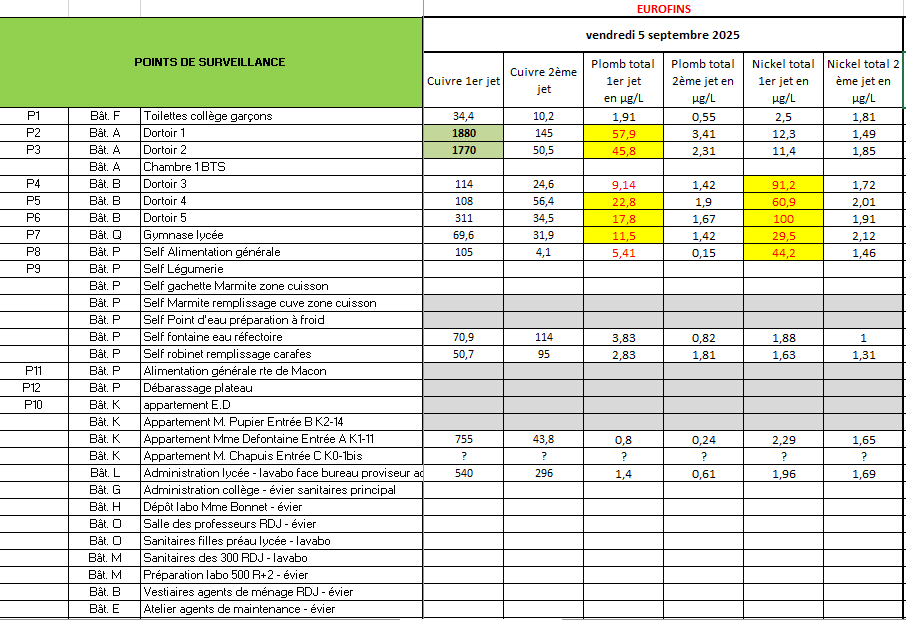 EUROFINS
vendredi 5 septembre 2025
POINTS DE SURVEILLANCE
Cuivre 1er jet
Cuivre 2ème jet
Plomb total 1er jet en µg/L
Plomb total 2ème jet en µg/L
Nickel total 1er jet en µg/L
Nickel total 2 ème jet en µg/L
P1 Bât. F Toilettes collège garçons 34,4 10,2 1,91 0,55 2,5 1,81
P2 Bât. A Dortoir 1 1880 145 57,9 3,41 12,3 1,49
P3 Bât. A Dortoir 2 1770 50,5 45,8 2,31 11,4 1,85
Bât. A Chambre 1 BTS
P4 Bât. B Dortoir 3 114 24,6 9,14 1,42 91,2 1,72
P5 Bât. B Dortoir 4 108 56,4 22,8 1,9 60,9 2,01
P6 Bât. B Dortoir 5 311 34,5 17,8 1,67 100 1,91
P7 Bât. Q Gymnase lycée 69,6 31,9 11,5 1,42 29,5 2,12
P8 Bât. P Self Alimentation générale 105 4,1 5,41 0,15 44,2 1,46
P9 Bât. P Self Légumerie
Bât. P Self gachette Marmite zone cuisson
Bât. P Self Marmite remplissage cuve zone cuisson
Bât. P Self Point d'eau préparation à froid
Bât. P Self fontaine eau réfectoire 70,9 114 3,83 0,82 1,88 1
Bât. P Self robinet remplissage carafes 50,7 95 2,83 1,81 1,63 1,31
P11 Bât. P Alimentation générale rte de Macon
P12 Bât. P Débarassage plateau
P10 Bât. K appartement E.D
Bât. K Appartement M. Pupier Entrée B K2-14
Bât. K Appartement Mme Defontaine Entrée A K1-11 755 43,8 0,8 0,24 2,29 1,65
Bât. K Appartement M. Chapuis Entrée C K0-1bis ? ? ? ? ? ?
Bât. L Administration lycée - lavabo face bureau proviseur ad 540 296 1,4 0,61 1,96 1,69
Bât. G Administration collège - évier sanitaires principal
Bât. H Dépôt labo Mme Bonnet - évier
Bât. O Salle des professeurs RDJ - évier
Bât. O Sanitaires filles préau lycée - lavabo
Bât. M Sanitaires des 300 RDJ - lavabo
Bât. M Préparation labo 500 R+2 - évier
Bât. B Vestiaires agents de ménage RDJ - évier
Bât. E Atelier agents de maintenance - évier